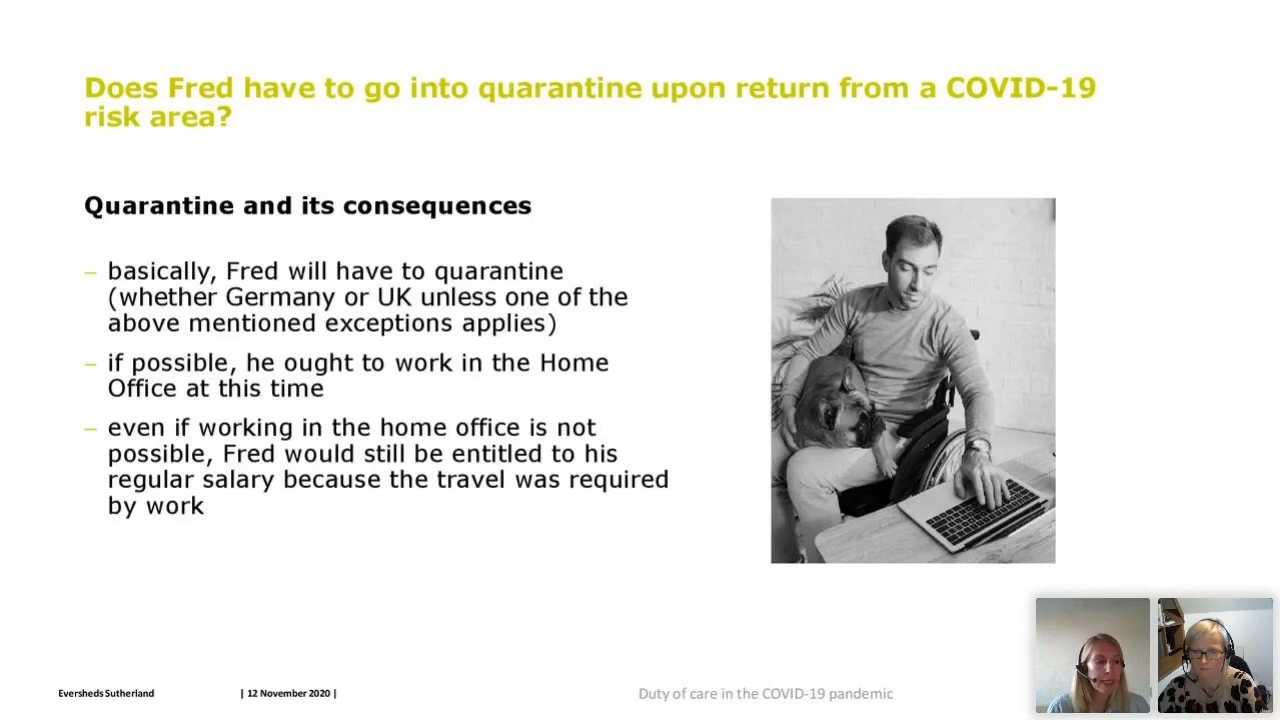 Does Fred have to go into quarantine upon return from a COVID-19
risk area?
Quarantine and its consequences
– basically, Fred will have to quarantine
(whether Germany or UK unless one of the
above mentioned exceptions applies)
– if possible, he ought to work in the Home
Office at this time
– even if working in the home office is not
possible, Fred would still be entitled to his
regular salary because the travel was required
by work
Eversheds Sutherland | 12 November 2020 | Duty of care in the COVID-19 pandemic